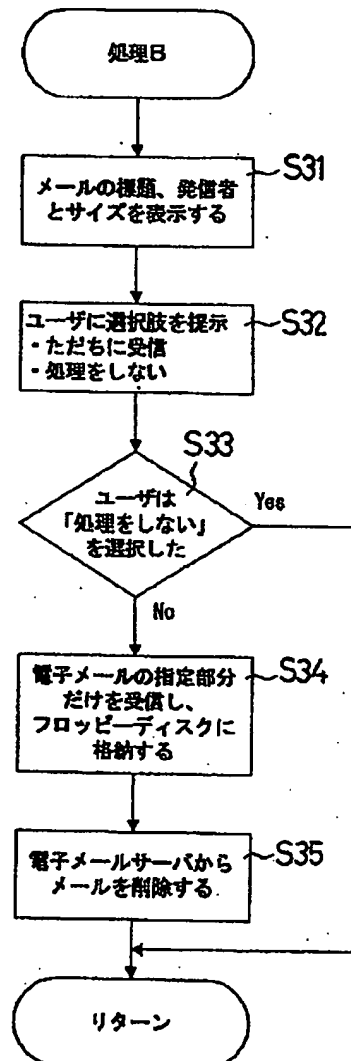 処理B
S31
メールの標題、発信者
とサイズを表示する
S32
ユーザに選択肢を提示
・ただちに受信
・処理をしない
S33
ユーザは
「処理をしない」
を選択した
Yes
No
S34
電子メールの指定部分
だけを受信し、
フロッピーディスクに
格納する
S35
電子メールサーバから
メールを削除する
リターン